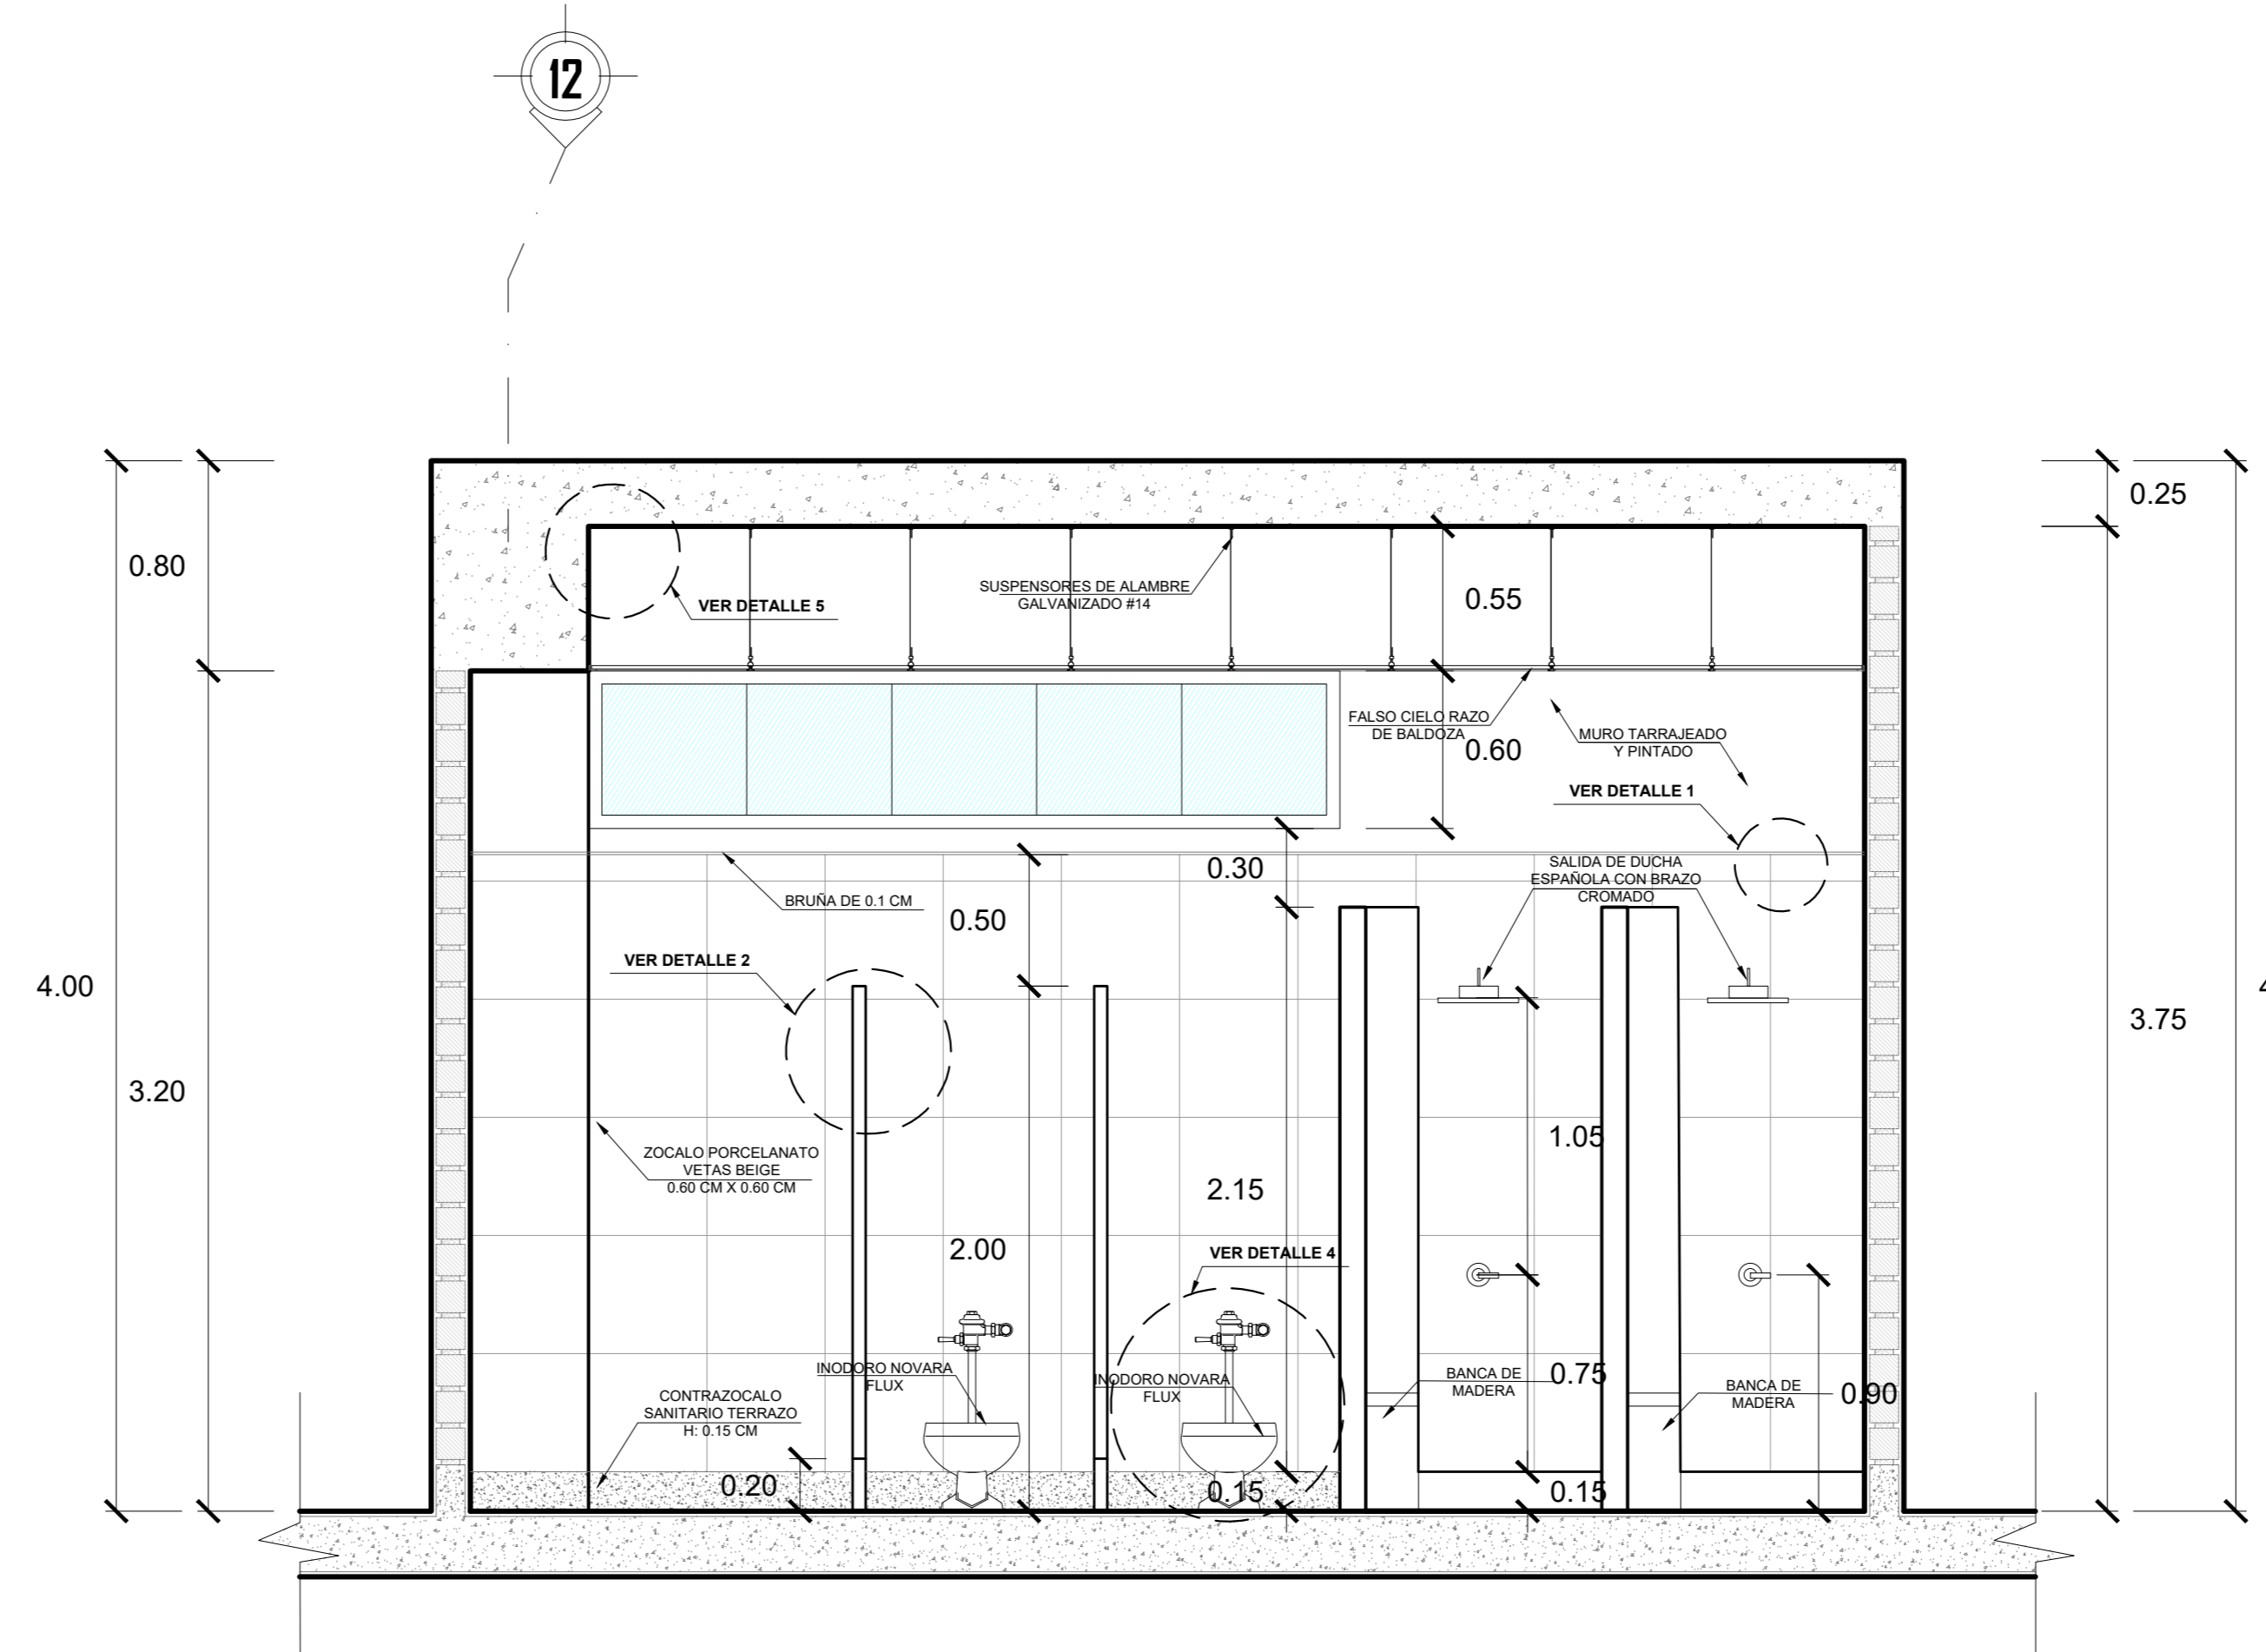 12
0.25
0.80
VER DETALLE 5
SUSPENSORES DE ALAMBRE
GALVANIZADO #14
0.55
FALSO CIELO RAZO
DE BALDOZA
0.60
MURO TARRAJEADO
Y PINTADO
VER DETALLE 1
SALIDA DE DUCHA
ESPAÑOLA CON BRAZO
CROMADO
0.30
BRUÑA DE 0.1 CM
0.50
VER DETALLE 2
4.00
3.75
3.20
1.05
ZOCALO PORCELANATO
VETAS BEIGE
0.60 CM X 0.60 CM
2.15
2.00
VER DETALLE 4
INODORO NOVARA
FLUX
INODORO NOVARA
FLUX
BANCA DE
MADERA
0.75
BANCA DE
MADERA
0.90
CONTRAZOCALO
SANITARIO TERRAZO
H: 0.15 CM
0.20
0.15
0.15